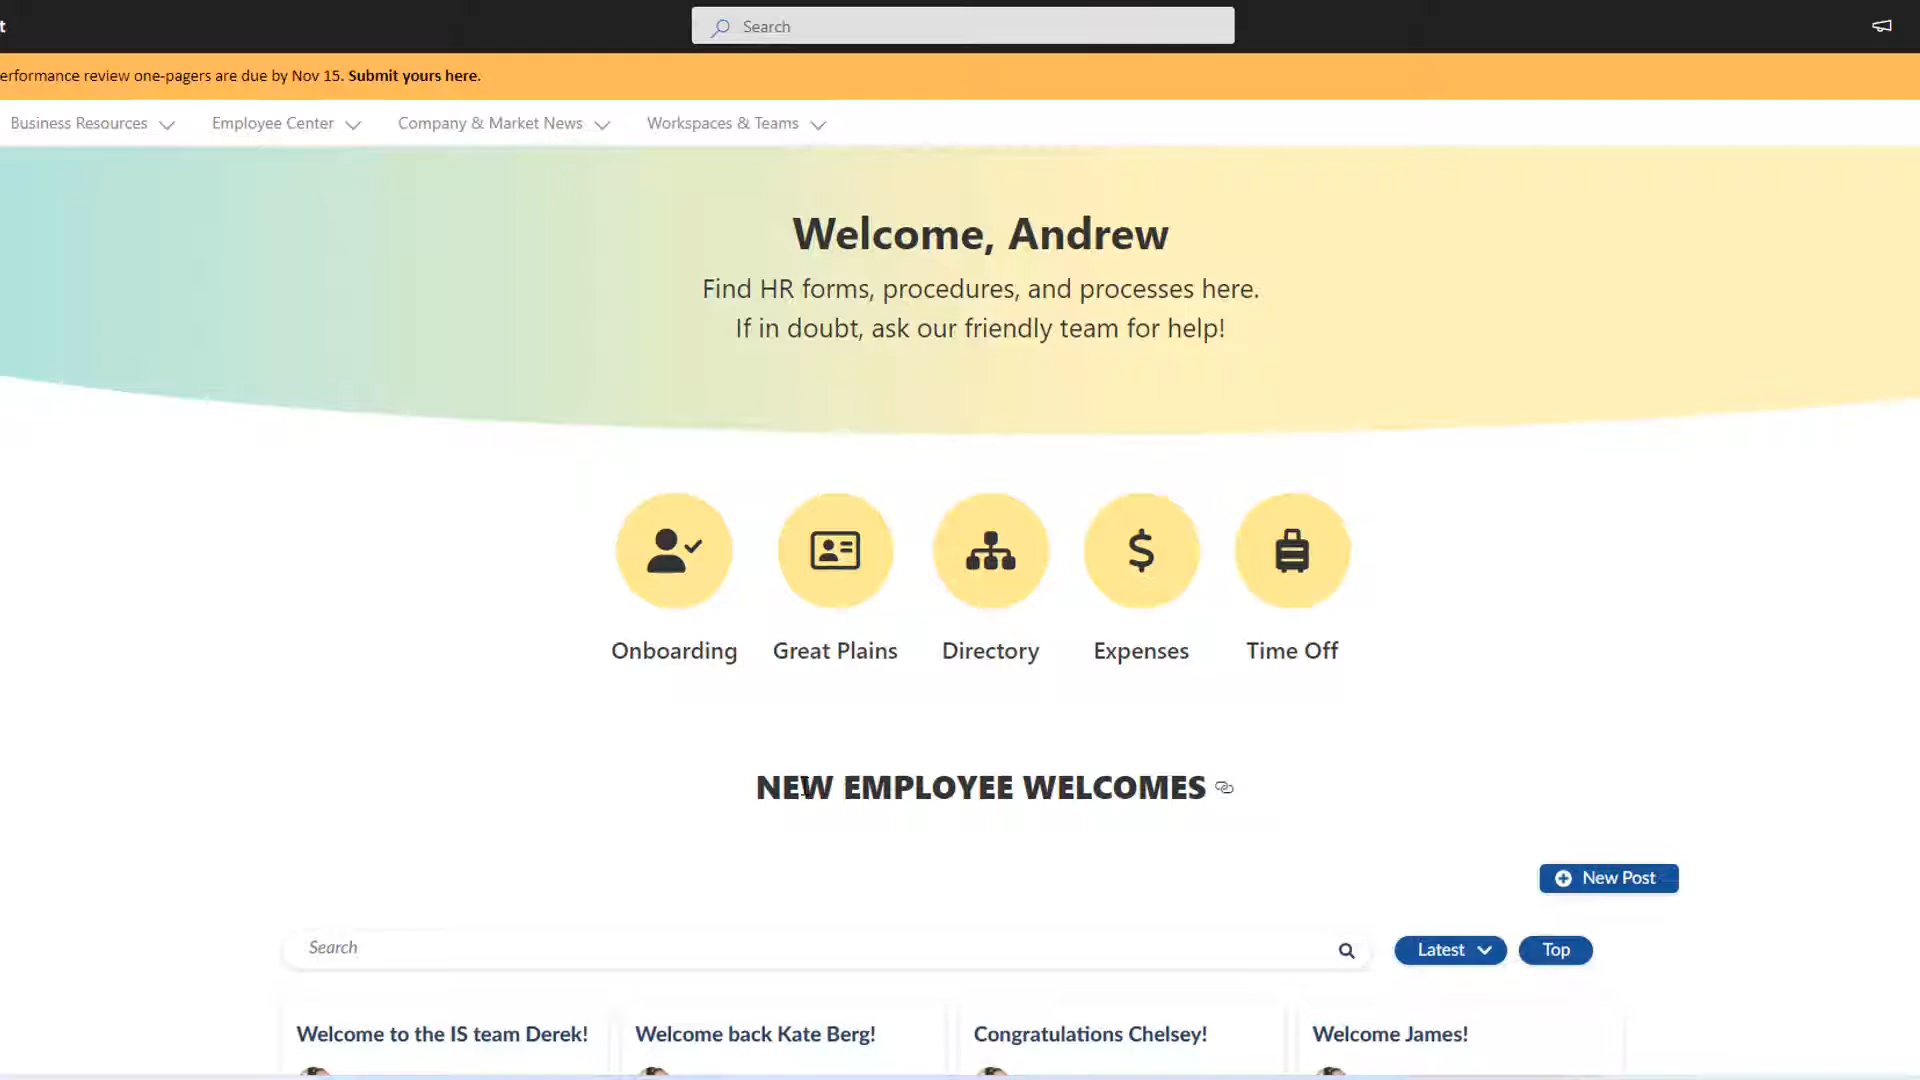 t
Search
erformance review one-pagers are due by Nov 15. Submit yours here.
Business Resources
Employee Center
Company & Market News
Workspaces & Teams
Welcome, Andrew
Find HR forms, procedures, and processes here.
If in doubt, ask our friendly team for help!
Onboarding
Great Plains
Directory
Expenses
Time Off
NEW EMPLOYEE WELCOMES
New Post
Search
Latest
Top
Welcome to the IS team Derek!
Welcome back Kate Berg!
Congratulations Chelsey!
Welcome James!